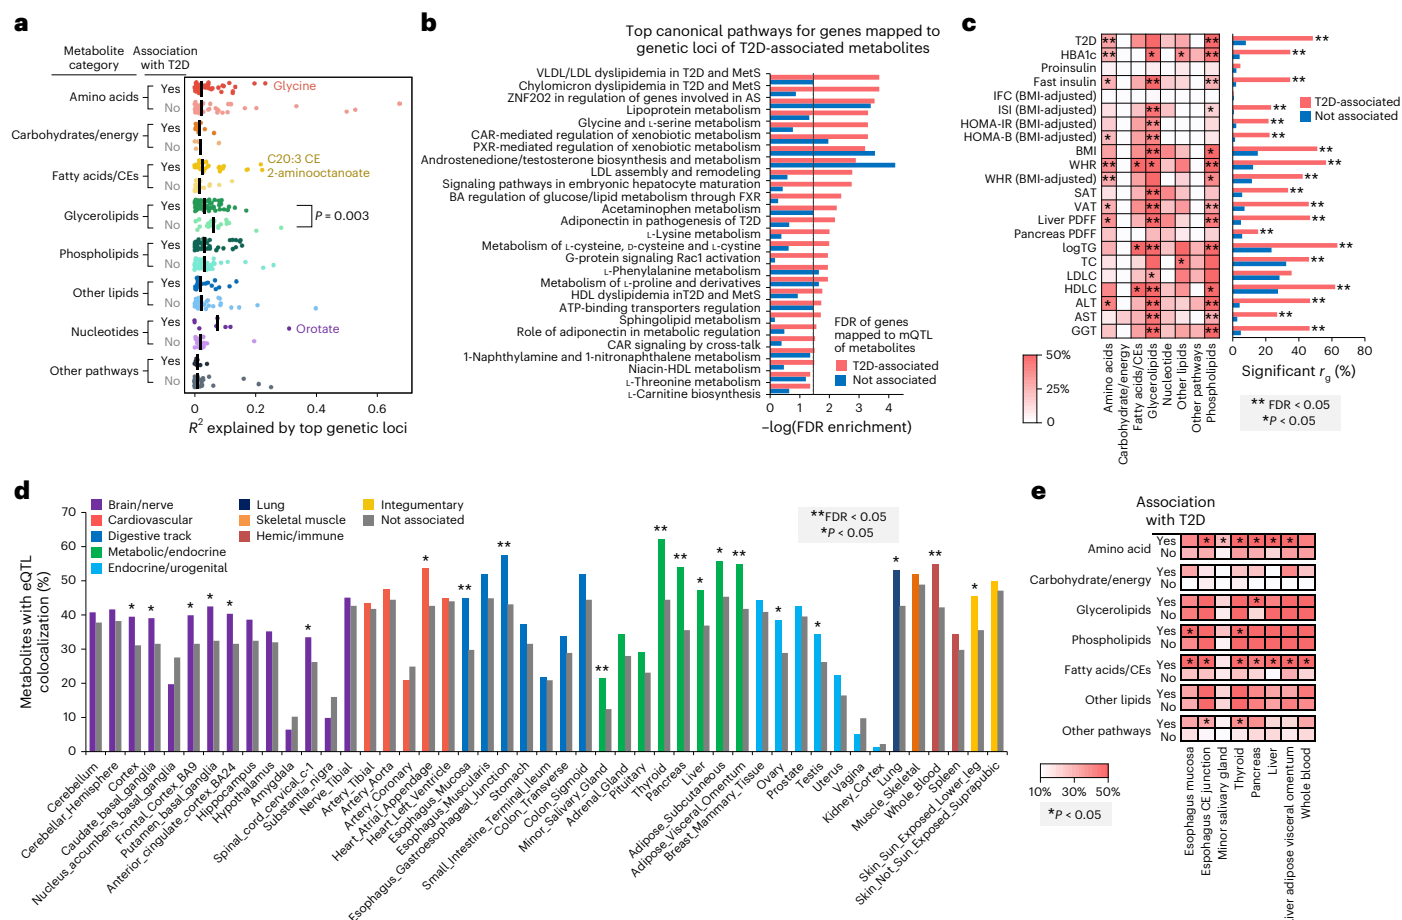 a
Metabolite category
Association with T2D
Amino acids
Yes
No
Carbohydrates/energy
Yes
No
Fatty acids/CEs
Yes
No
Glycerolipids
Yes
No
Phospholipids
Yes
No
Other lipids
Yes
No
Nucleotides
Yes
No
Other pathways
Yes
No
Glycine
C20:3 CE
2-aminooctanoate
P = 0.003
Orotate
0 0.2 0.4 0.6
R² explained by top genetic loci
b
Top canonical pathways for genes mapped to
genetic loci of T2D-associated metabolites
VLDL/LDL dyslipidemia in T2D and MetS
Chylomicron dyslipidemia in T2D and MetS
ZNF202 in regulation of genes involved in AS
Lipoprotein metabolism
Glycine and L-serine metabolism
CAR-mediated regulation of xenobiotic metabolism
PXR-mediated regulation of xenobiotic metabolism
Androstenedione/testosterone biosynthesis and metabolism
LDL assembly and remodeling
Signaling pathways in embryonic hepatocyte maturation
BA regulation of glucose/lipid metabolism through FXR
Acetaminophen metabolism
Adiponectin in pathogenesis of T2D
L-Lysine metabolism
Metabolism of L-cysteine, D-cysteine and L-cystine
G-protein signaling Rac1 activation
L-Phenylalanine metabolism
Metabolism of L-proline and derivatives
HDL dyslipidemia inT2D and MetS
ATP-binding transporters regulation
Sphingolipid metabolism
Role of adiponectin in metabolic regulation
CAR signaling by cross-talk
1-Naphthylamine and 1-nitronaphthalene metabolism
Niacin-HDL metabolism
L-Threonine metabolism
L-Carnitine biosynthesis
FDR of genes
mapped to mQTL
of metabolites
T2D-associated
Not associated
0 1 2 3 4
–log(FDR enrichment)
c
T2D
HBA1c
Proinsulin
Fast insulin
IFC (BMI-adjusted)
ISI (BMI-adjusted)
HOMA-IR (BMI-adjusted)
HOMA-B (BMI-adjusted)
BMI
WHR
WHR (BMI-adjusted)
SAT
VAT
Liver PDFF
Pancreas PDFF
logTG
TC
LDLC
HDLC
ALT
AST
GGT
50%
25%
0
Amino acids
Carbohydrate/energy
Fatty acids/CEs
Glycerolipids
Nucleotide
Other lipids
Other pathways
Phospholipids
T2D-associated
Not associated
0 20 40 60 80
Significant rg (%)
** FDR < 0.05
*P < 0.05
d
Brain/nerve
Cardiovascular
Digestive track
Metabolic/endocrine
Endocrine/urogenital
Lung
Skeletal muscle
Hemic/immune
Integumentary
Not associated
**FDR < 0.05
*P < 0.05
Metabolites with eQTL
colocalization (%)
70
60
50
40
30
20
10
0
Cerebellum
Cerebellar_Hemisphere
Cortex
Caudate_basal_ganglia
Nucleus_accumbens_basal_ganglia
Frontal_Cortex_BA9
Putamen_basal_ganglia
Anterior_cingulate_cortex_BA24
Hippocampus
Hypothalamus
Amygdala
Spinal_cord_cervical_c-1
Substantia_nigra
Nerve_Tibial
Artery_Tibial
Artery_Aorta
Artery_Coronary
Heart_Atrial_Appendage
Heart_Left_Ventricle
Esophagus_Mucosa
Esophagus_Muscularis
Esophagus_Gastroesophageal_Junction
Stomach
Small_Intestine_Terminal_Ileum
Colon_Transverse
Colon_Sigmoid
Minor_Salivary_Gland
Adrenal_Gland
Pituitary
Thyroid
Pancreas
Liver
Adipose_Subcutaneous
Adipose_Visceral_Omentum
Breast_Mammary_Tissue
Ovary
Prostate
Testis
Uterus
Vagina
Kidney_Cortex
Lung
Muscle_Skeletal
Whole_Blood
Spleen
Skin_Sun_Exposed_Lower_leg
Skin_Not_Sun_Exposed_Suprapubic
e
Association
with T2D
Amino acid
Yes
No
Carbohydrate/energy
Yes
No
Glycerolipids
Yes
No
Phospholipids
Yes
No
Fatty acids/CEs
Yes
No
Other lipids
Yes
No
Other pathways
Yes
No
10% 30% 50%
*P < 0.05
Esophagus mucosa
Espohagus CE junction
Minor salivary gland
Thyroid
Pancreas
Liver
Liver adipose visceral omentum
Whole blood